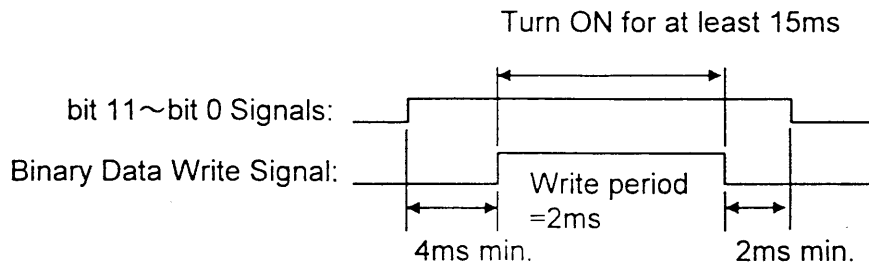 Turn ON for at least 15ms
bit 11～bit 0 Signals:
Binary Data Write Signal:
Write period
=2ms
4ms min.
2ms min.